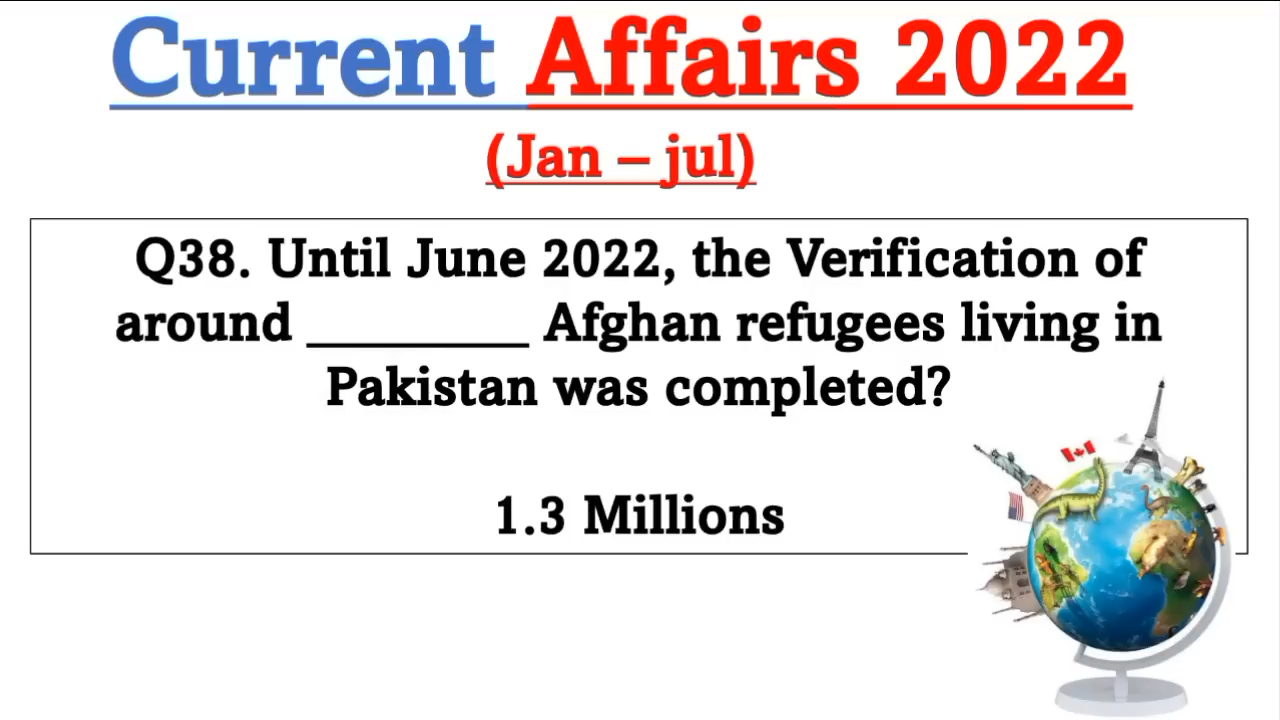 Current Affairs 2022
(Jan – jul)
Q38. Until June 2022, the Verification of
around ________ Afghan refugees living in
Pakistan was completed?
1.3 Millions